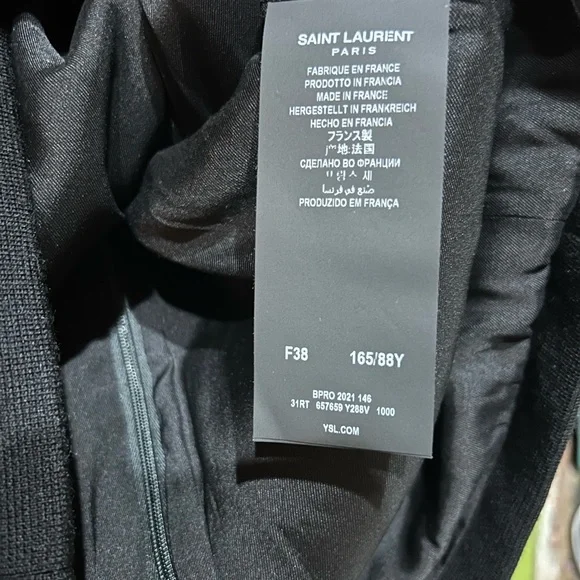 SAINT LAURENT
PARIS
FABRIQUE EN FRANCE
PRODOTTO IN FRANCIA
MADE IN FRANCE
HERGESTELLT IN FRANKREICH
HECHO EN FRANCIA
フランス製
地:法国
СДЕЛАНО ВО ФРАНЦИИ
صنع في فرنسا
PRODUZIDO EM FRANÇA
F38 165/88Y
BPRO 2021 146
31RT 657659 Y288V 1000
YSL.COM